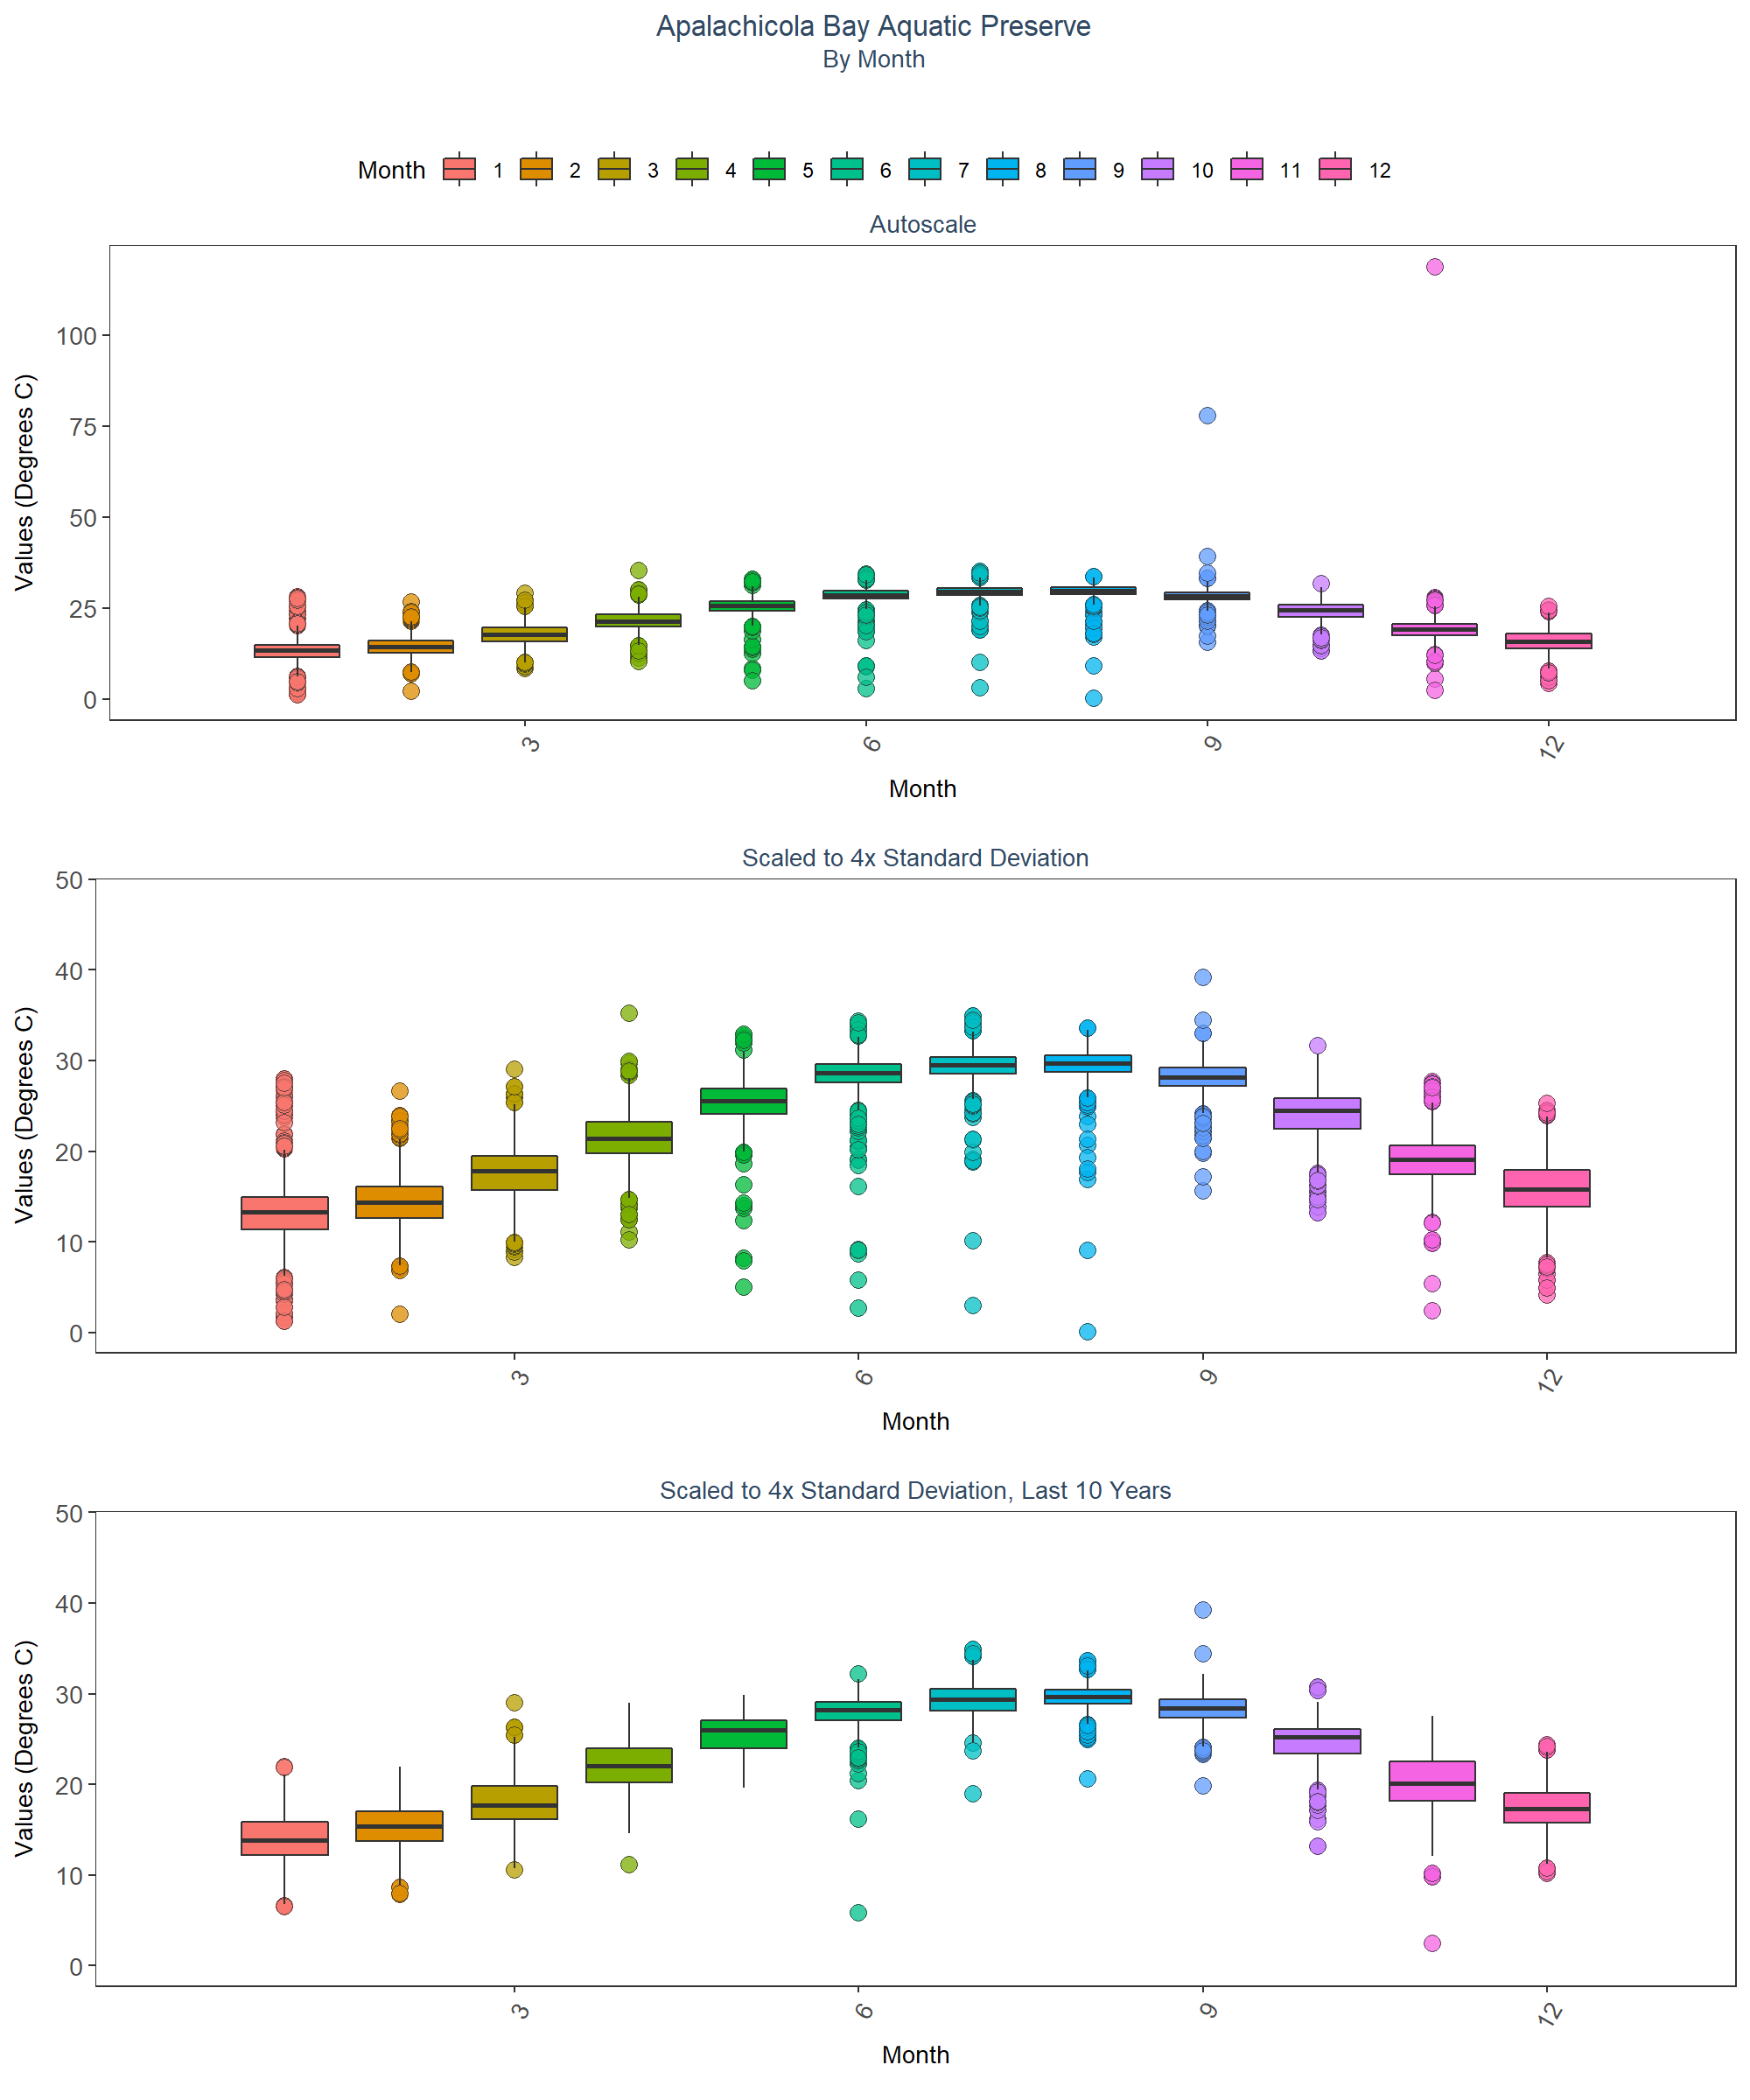 Apalachicola Bay Aquatic Preserve
By Month
Month 1 2 3 4 5 6 7 8 9 10 11 12
Autoscale
Values (Degrees C)
100
75
50
25
0
3 6 9 12
Month
Scaled to 4x Standard Deviation
Values (Degrees C)
50
40
30
20
10
0
3 6 9 12
Month
Scaled to 4x Standard Deviation, Last 10 Years
Values (Degrees C)
50
40
30
20
10
0
3 6 9 12
Month